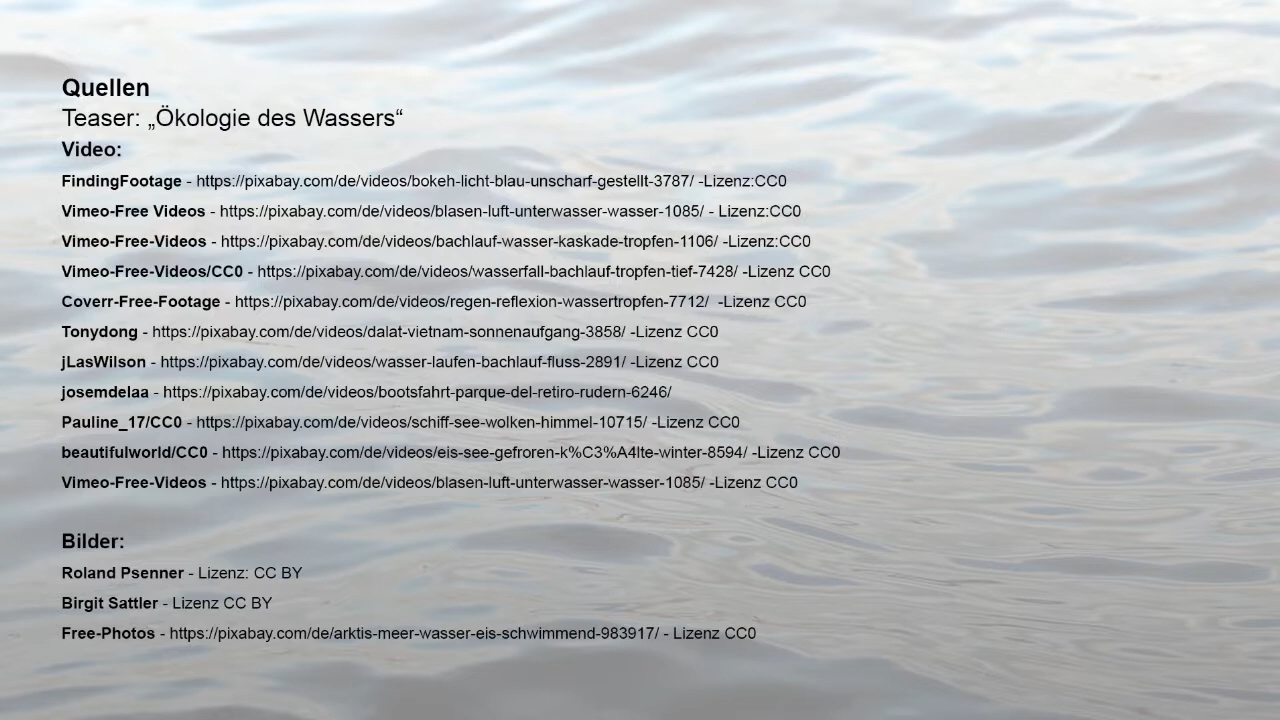 Quellen
Teaser: „Ökologie des Wassers“
Video:
FindingFootage - https://pixabay.com/de/videos/bokeh-licht-blau-unscharf-gestellt-3787/ -Lizenz:CC0
Vimeo-Free Videos - https://pixabay.com/de/videos/blasen-luft-unterwasser-wasser-1085/ - Lizenz:CC0
Vimeo-Free-Videos - https://pixabay.com/de/videos/bachlauf-wasser-kaskade-tropfen-1106/ -Lizenz:CC0
Vimeo-Free-Videos/CC0 - https://pixabay.com/de/videos/wasserfall-bachlauf-tropfen-tief-7428/ -Lizenz CC0
Coverr-Free-Footage - https://pixabay.com/de/videos/regen-reflexion-wassertropfen-7712/  -Lizenz CC0
Tonydong - https://pixabay.com/de/videos/dalat-vietnam-sonnenaufgang-3858/ -Lizenz CC0
jLasWilson - https://pixabay.com/de/videos/wasser-laufen-bachlauf-fluss-2891/ -Lizenz CC0
josemdelaa - https://pixabay.com/de/videos/bootsfahrt-parque-del-retiro-rudern-6246/
Pauline_17/CC0 - https://pixabay.com/de/videos/schiff-see-wolken-himmel-10715/ -Lizenz CC0
beautifulworld/CC0 - https://pixabay.com/de/videos/eis-see-gefroren-k%C3%A4lte-winter-8594/ -Lizenz CC0
Vimeo-Free-Videos - https://pixabay.com/de/videos/blasen-luft-unterwasser-wasser-1085/ -Lizenz CC0
Bilder:
Roland Psenner - Lizenz: CC BY
Birgit Sattler - Lizenz CC BY
Free-Photos - https://pixabay.com/de/arktis-meer-wasser-eis-schwimmend-983917/ - Lizenz CC0